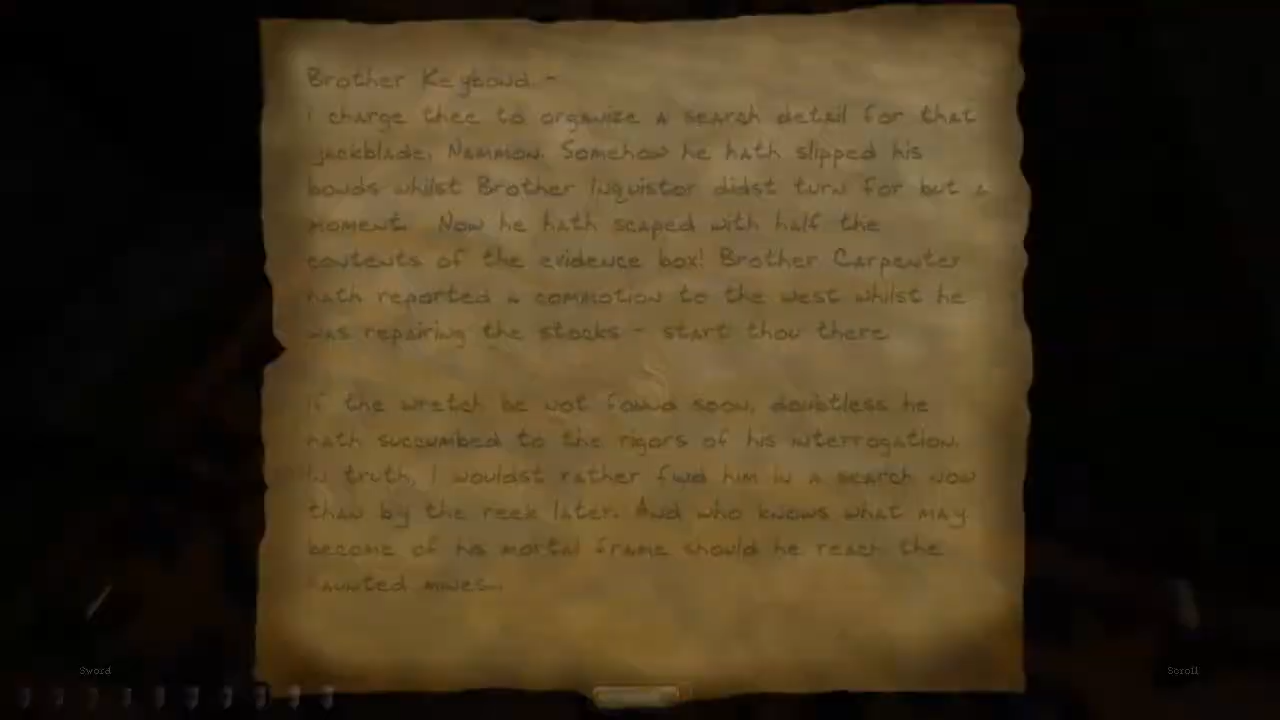 Brother Keybond -
I charge thee to organize a search detail for that
jackblade, Nammon. Somehow he hath slipped his
bonds whilst Brother Inquistor didst turn for but a
moment. Now he hath scaped with half the
contents of the evidence box! Brother Carpenter
hath reported a commotion to the west whilst he
was repairing the stocks - start thou there
If the wretch be not found soon, doubtless he
hath succumbed to the rigors of his interrogation.
In truth, I wouldst rather find him in a search now
than by the reek later. And who knows what may
become of his mortal frame should he reach the
haunted mines...
Sword
Scroll